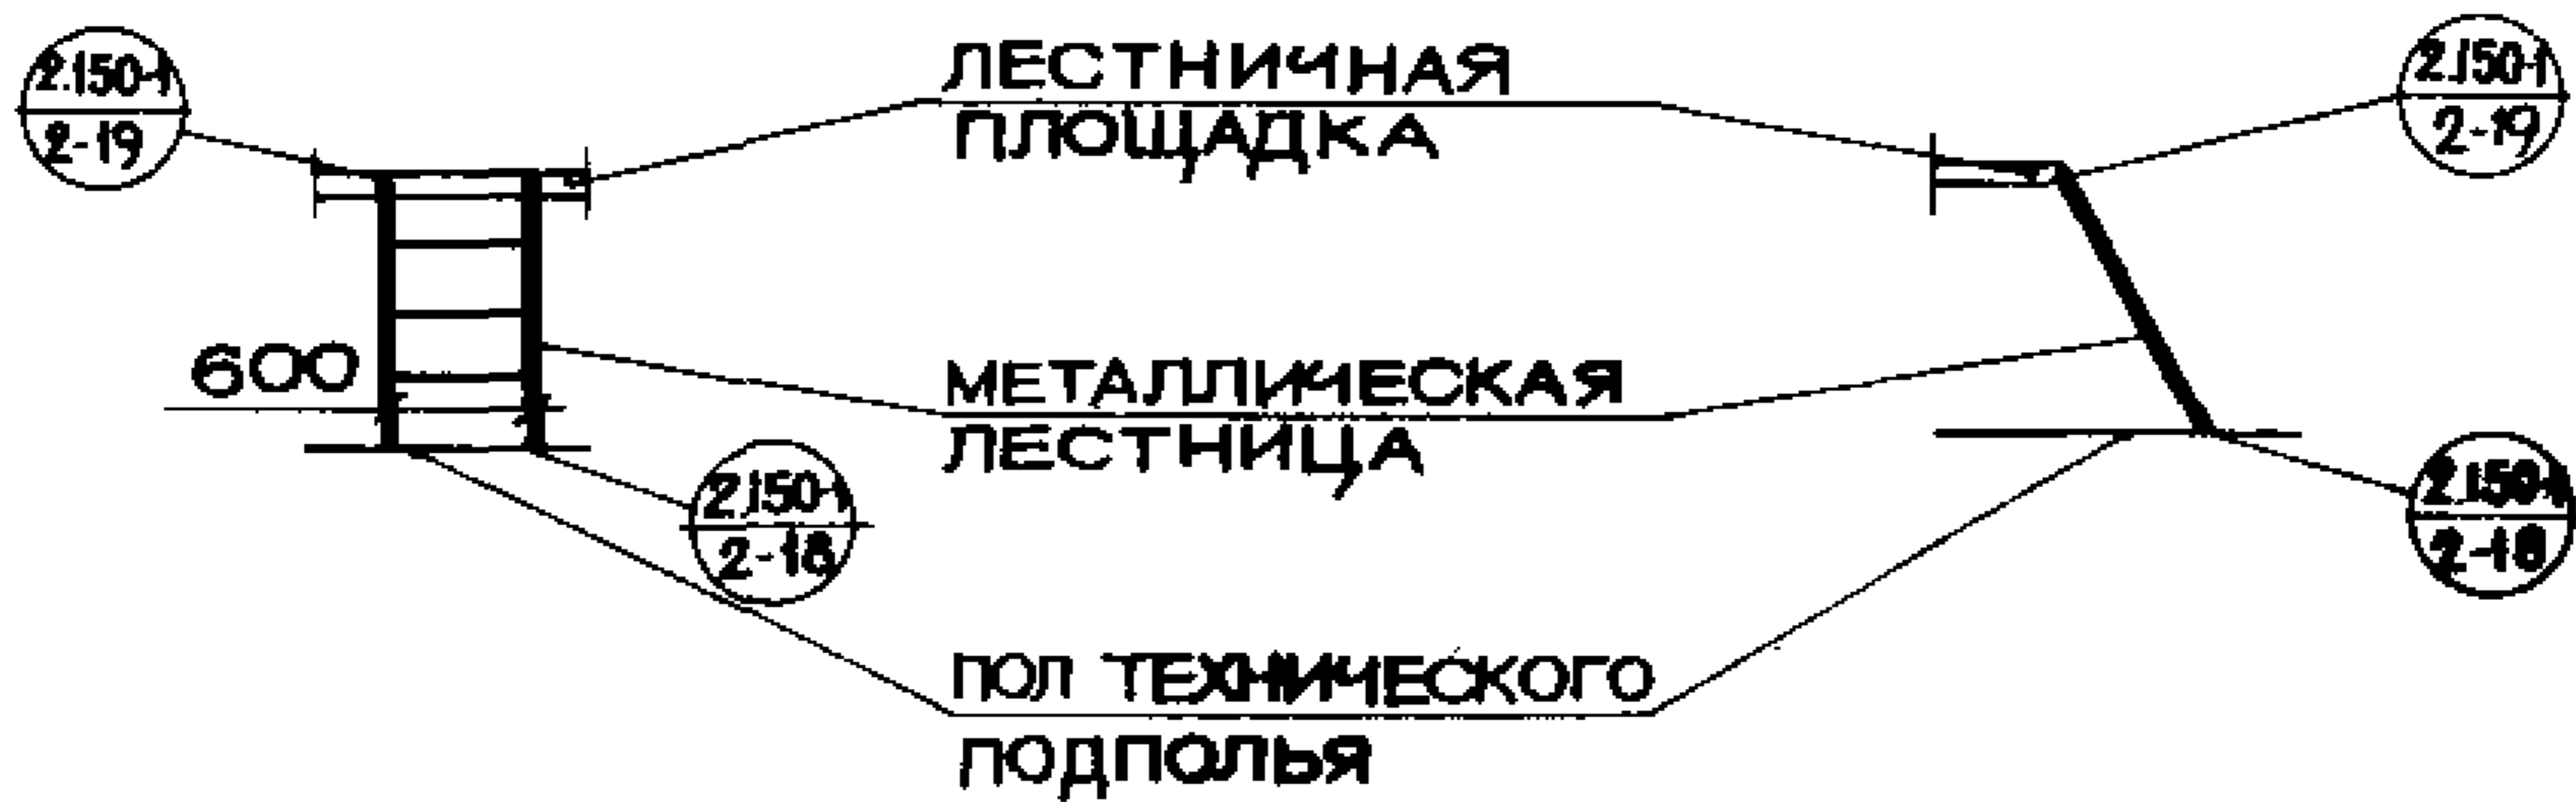 2.150-1
2-19
ЛЕСТНИЧНАЯ
ПЛОЩАДКА
2.150-1
2-19
600
МЕТАЛЛИЧЕСКАЯ
ЛЕСТНИЦА
2.150-1
2-18
2.150-1
2-18
ПОЛ ТЕХНИЧЕСКОГО
ПОДПОЛЬЯ